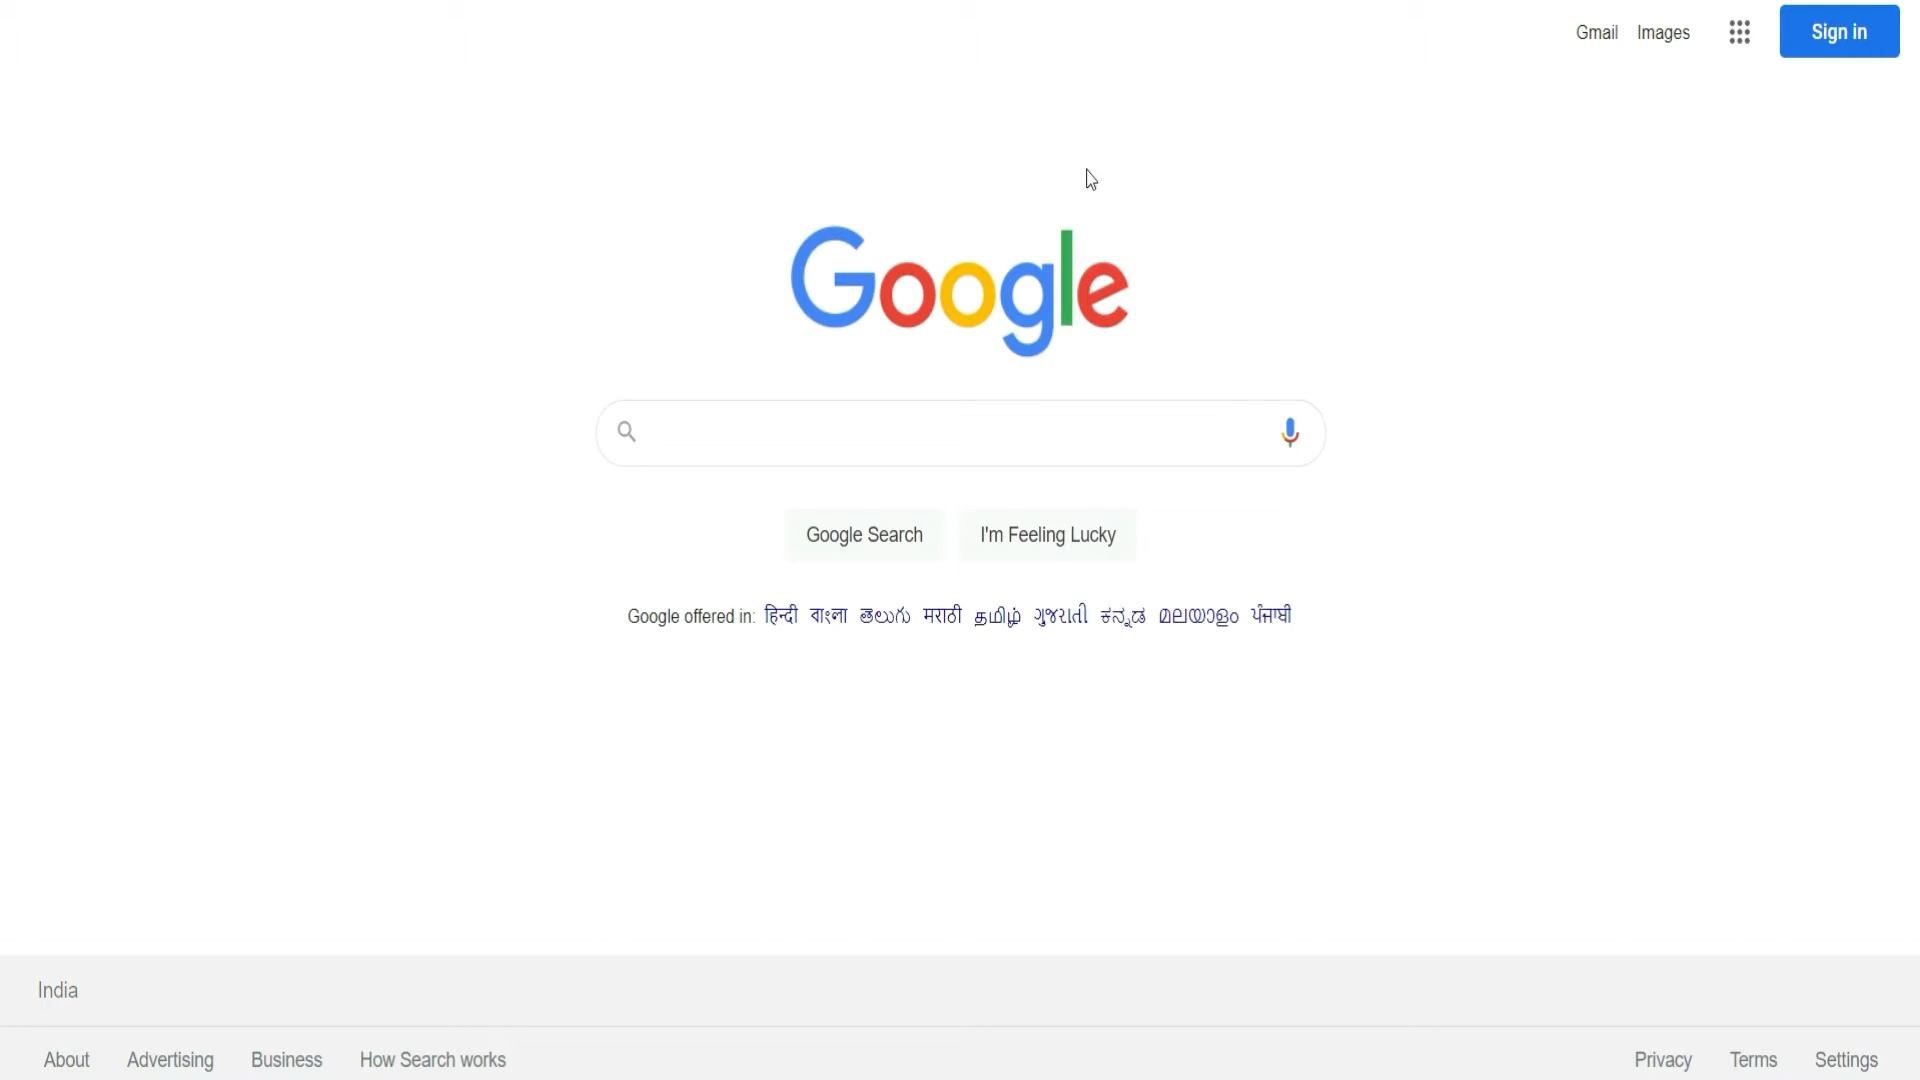 Gmail Images Sign in
Google
Google Search I'm Feeling Lucky
Google offered in: हिन्दी বাংলা తెలుగు मराठी தமிழ் ગુજરાતી ಕನ್ನಡ മലയാളം ਪੰਜਾਬੀ
India
About Advertising Business How Search works Privacy Terms Settings